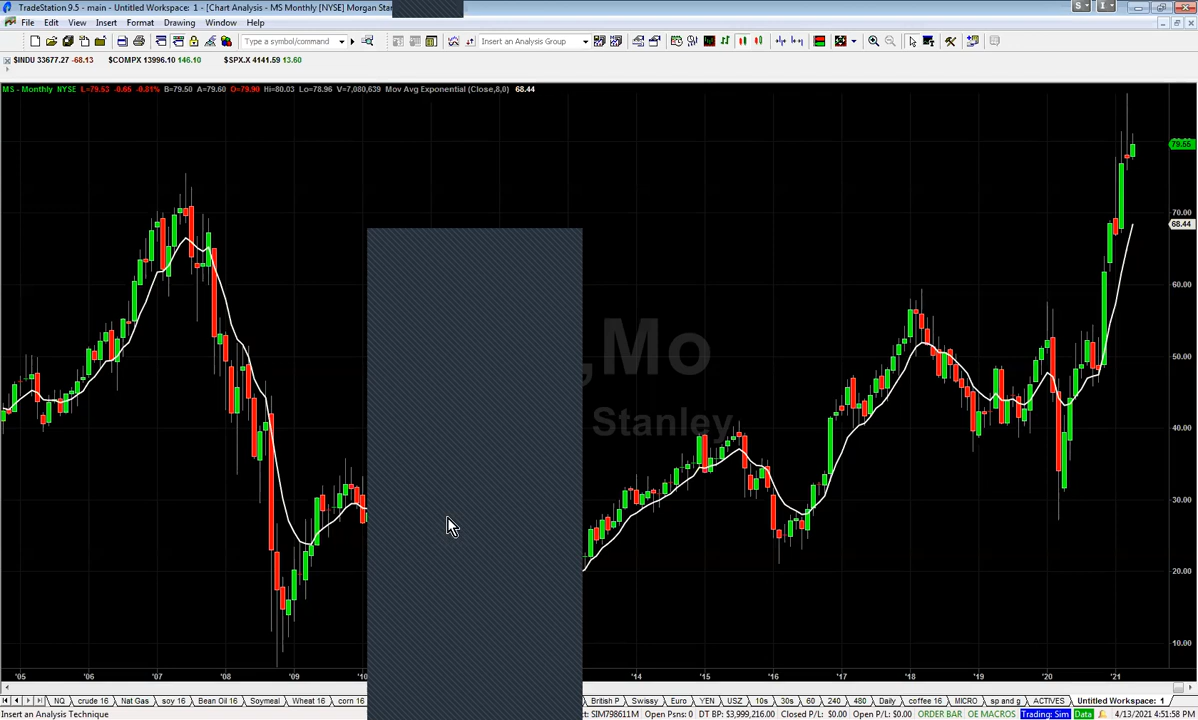 TradeStation 9.5 - main - Untitled Workspace: 1 - [Chart Analysis - MS Monthly [NYSE] Morgan Star
File Edit View Insert Format Drawing Window Help
Type a symbol/command
Insert an Analysis Group
$INDU 33677.27 -68.13 $COMPX 13996.10 146.10 $SPX.X 4141.59 13.60
MS - Monthly NYSE L=79.53 -0.65 -0.81% B=79.50 A=79.60 O=79.90 Hi=80.03 Lo=78.96 V=7,080,639 Mov Avg Exponential (Close,8,0) 68.44
79.55
70.00
68.44
60.00
,Mo
50.00
Stanley
40.00
30.00
20.00
10.00
'05 '06 '07 '08 '09 '10 '14 '15 '16 '17 '18 '19 '20 '21
NQ crude 16 Nat Gas Bean Oil 16 Soymeal Wheat 16 corn 16 British P Swissy Euro YEN USZ 10s 30s 60 240 480 Daily coffee 16 MICRO sp and g ACTIVES Untitled Workspace: 1
Insert an Analysis Technique
ct: SIM798611M Open Psns: 0 DT BP: $3,999,216.00 Closed P/L: $0.00 Open P/L: $0.00 ORDER BAR OE MACROS Trading: Sim Data 4/13/2021 4:51:58 PM